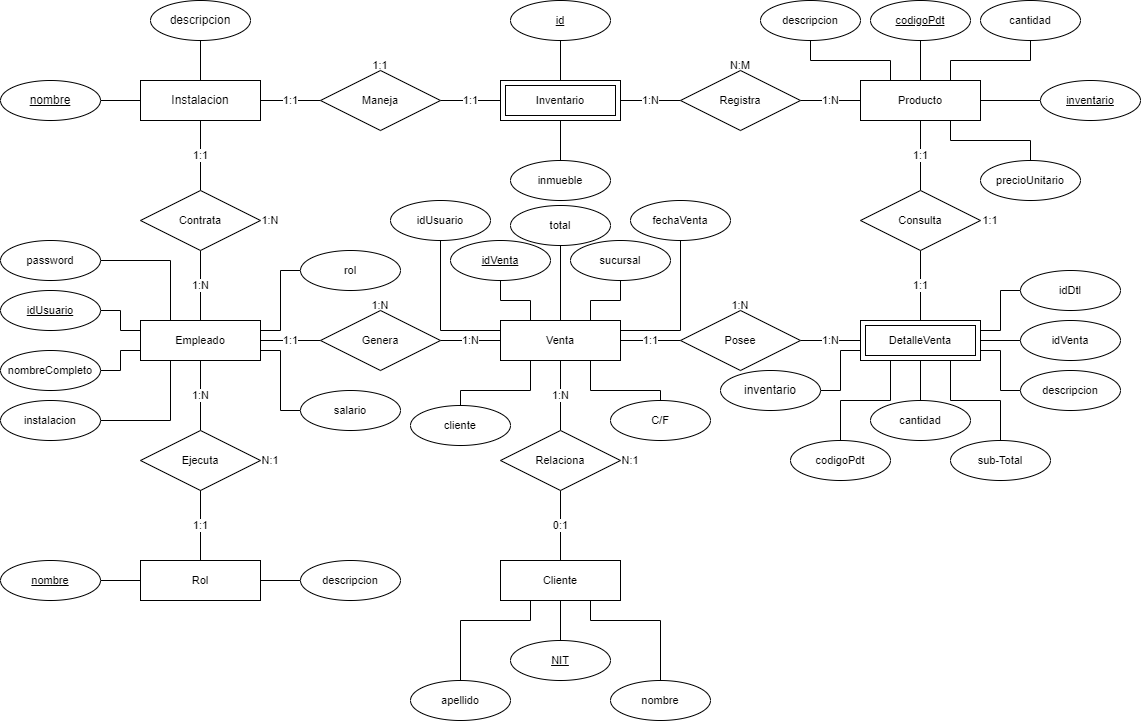 descripcion
id
descripcion
codigoPdt
cantidad
1:1
N:M
nombre
Instalacion
1:1
Maneja
1:1
Inventario
1:N
Registra
1:N
Producto
inventario
1:1
1:1
inmueble
precioUnitario
Contrata
1:N
idUsuario
total
fechaVenta
Consulta
1:1
password
idVenta
sucursal
rol
1:N
1:1
idDtl
idUsuario
1:N
1:N
Empleado
1:1
Genera
1:N
Venta
1:1
Posee
1:N
DetalleVenta
idVenta
nombreCompleto
inventario
descripcion
1:N
1:N
instalacion
salario
cliente
C/F
cantidad
Ejecuta
N:1
Relaciona
N:1
codigoPdt
sub-Total
1:1
0:1
nombre
Rol
descripcion
Cliente
NIT
apellido
nombre